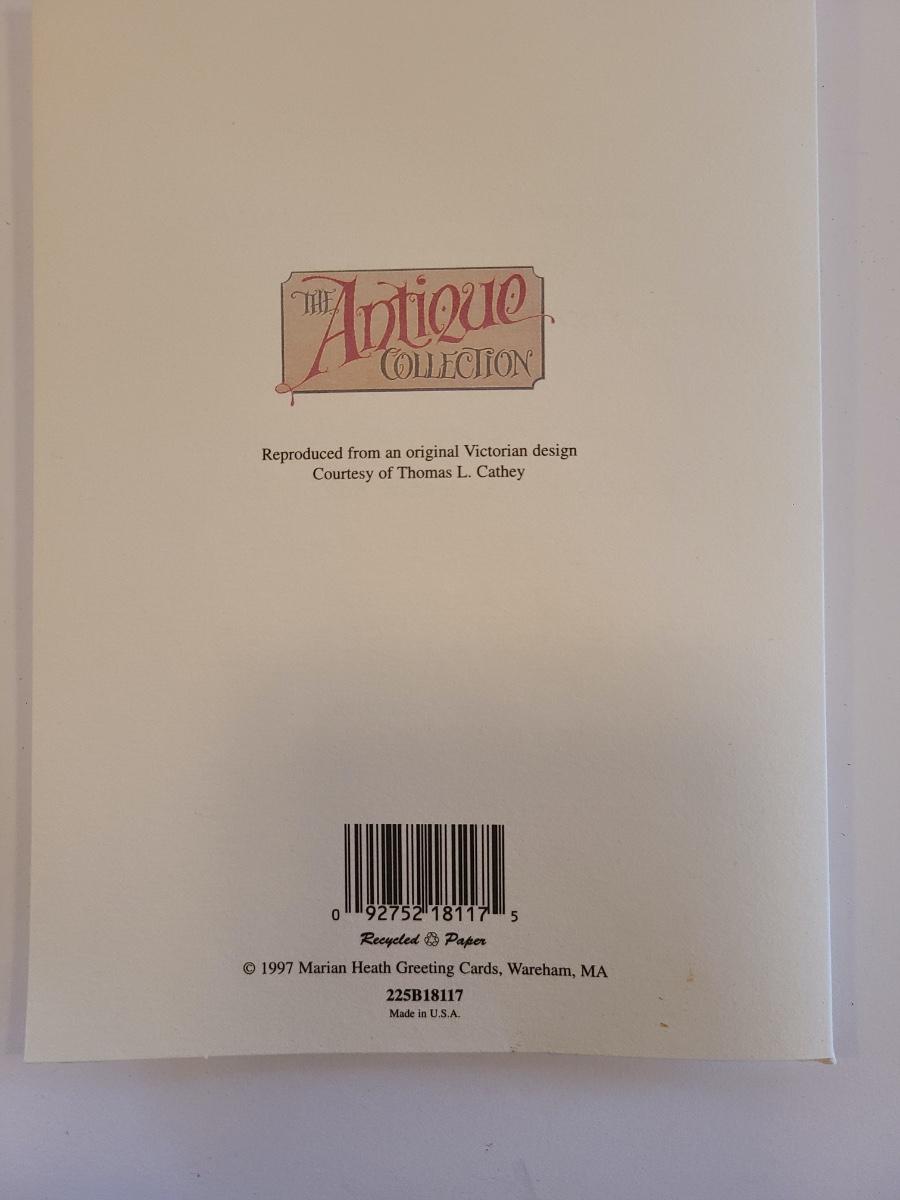 THE Antique
COLLECTION
Reproduced from an original Victorian design
Courtesy of Thomas L. Cathey
0 92752 18117 5
Recycled Paper
© 1997 Marian Heath Greeting Cards, Wareham, MA
225B18117
Made in U.S.A.